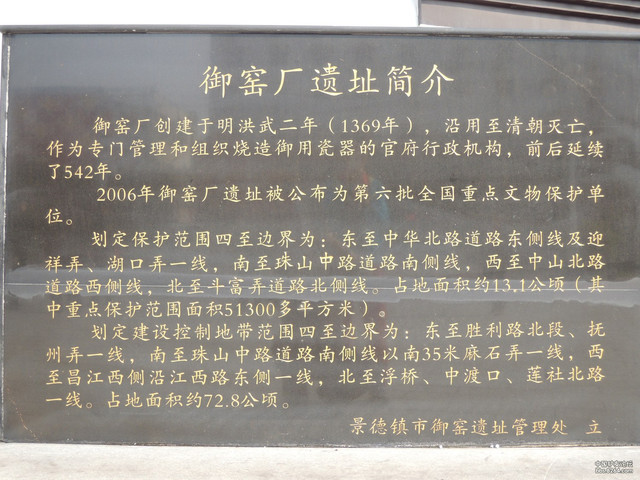 御窑厂遗址简介
御窑厂创建于明洪武二年（1369年），沿用至清朝灭亡，
作为专门管理和组织烧造御用瓷器的官府行政机构，前后延续
了542年。
2006年御窑厂遗址被公布为第六批全国重点文物保护单
位。
划定保护范围四至边界为：东至中华北路道路东侧线及迎
祥弄、湖口弄一线，南至珠山中路道路南侧线，西至中山北路
道路西侧线，北至斗富弄道路北侧线。占地面积约13.1公顷（其
中重点保护范围面积51300多平方米）。
划定建设控制地带范围四至边界为：东至胜利路北段、抚
州弄一线，南至珠山中路道路南侧线以南35米麻石弄一线，西
至昌江西侧沿江西路东侧一线，北至浮桥、中渡口、莲社北路
一线。占地面积约72.8公顷。
景德镇市御窑遗址管理处 立